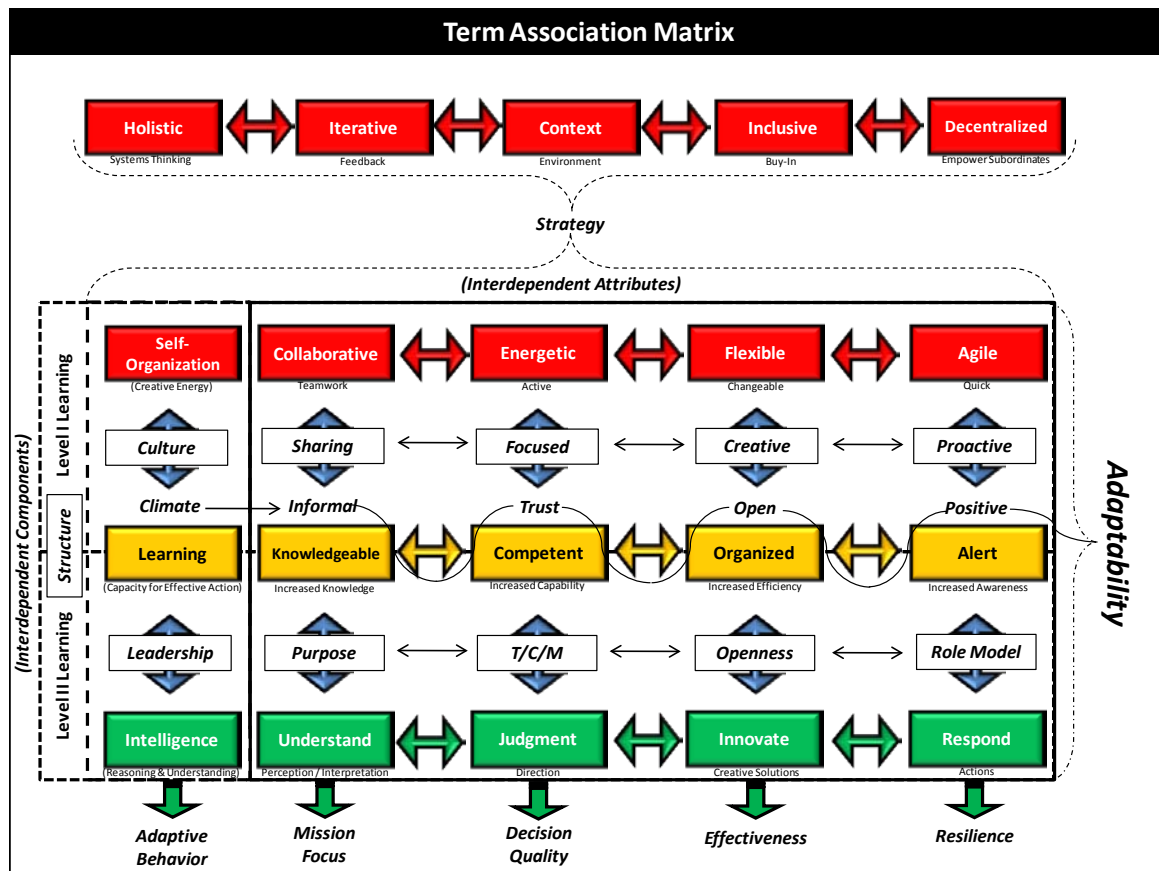 Term Association Matrix
Holistic
Iterative
Context
Inclusive
Decentralized
Systems Thinking
Feedback
Environment
Buy-In
Empower Subordinates
Strategy
(Interdependent Attributes)
(Interdependent Components)
Level I Learning
Structure
Level II Learning
Self-
Organization
(Creative Energy)
Collaborative
Teamwork
Energetic
Active
Flexible
Changeable
Agile
Quick
Culture
Sharing
Focused
Creative
Proactive
Climate
Informal
Trust
Open
Positive
Learning
(Capacity for Effective Action)
Knowledgeable
Increased Knowledge
Competent
Increased Capability
Organized
Increased Efficiency
Alert
Increased Awareness
Leadership
Purpose
T/C/M
Openness
Role Model
Intelligence
(Reasoning & Understanding)
Understand
Perception / Interpretation
Judgment
Direction
Innovate
Creative Solutions
Respond
Actions
Adaptive
Behavior
Mission
Focus
Decision
Quality
Effectiveness
Resilience
Adaptability